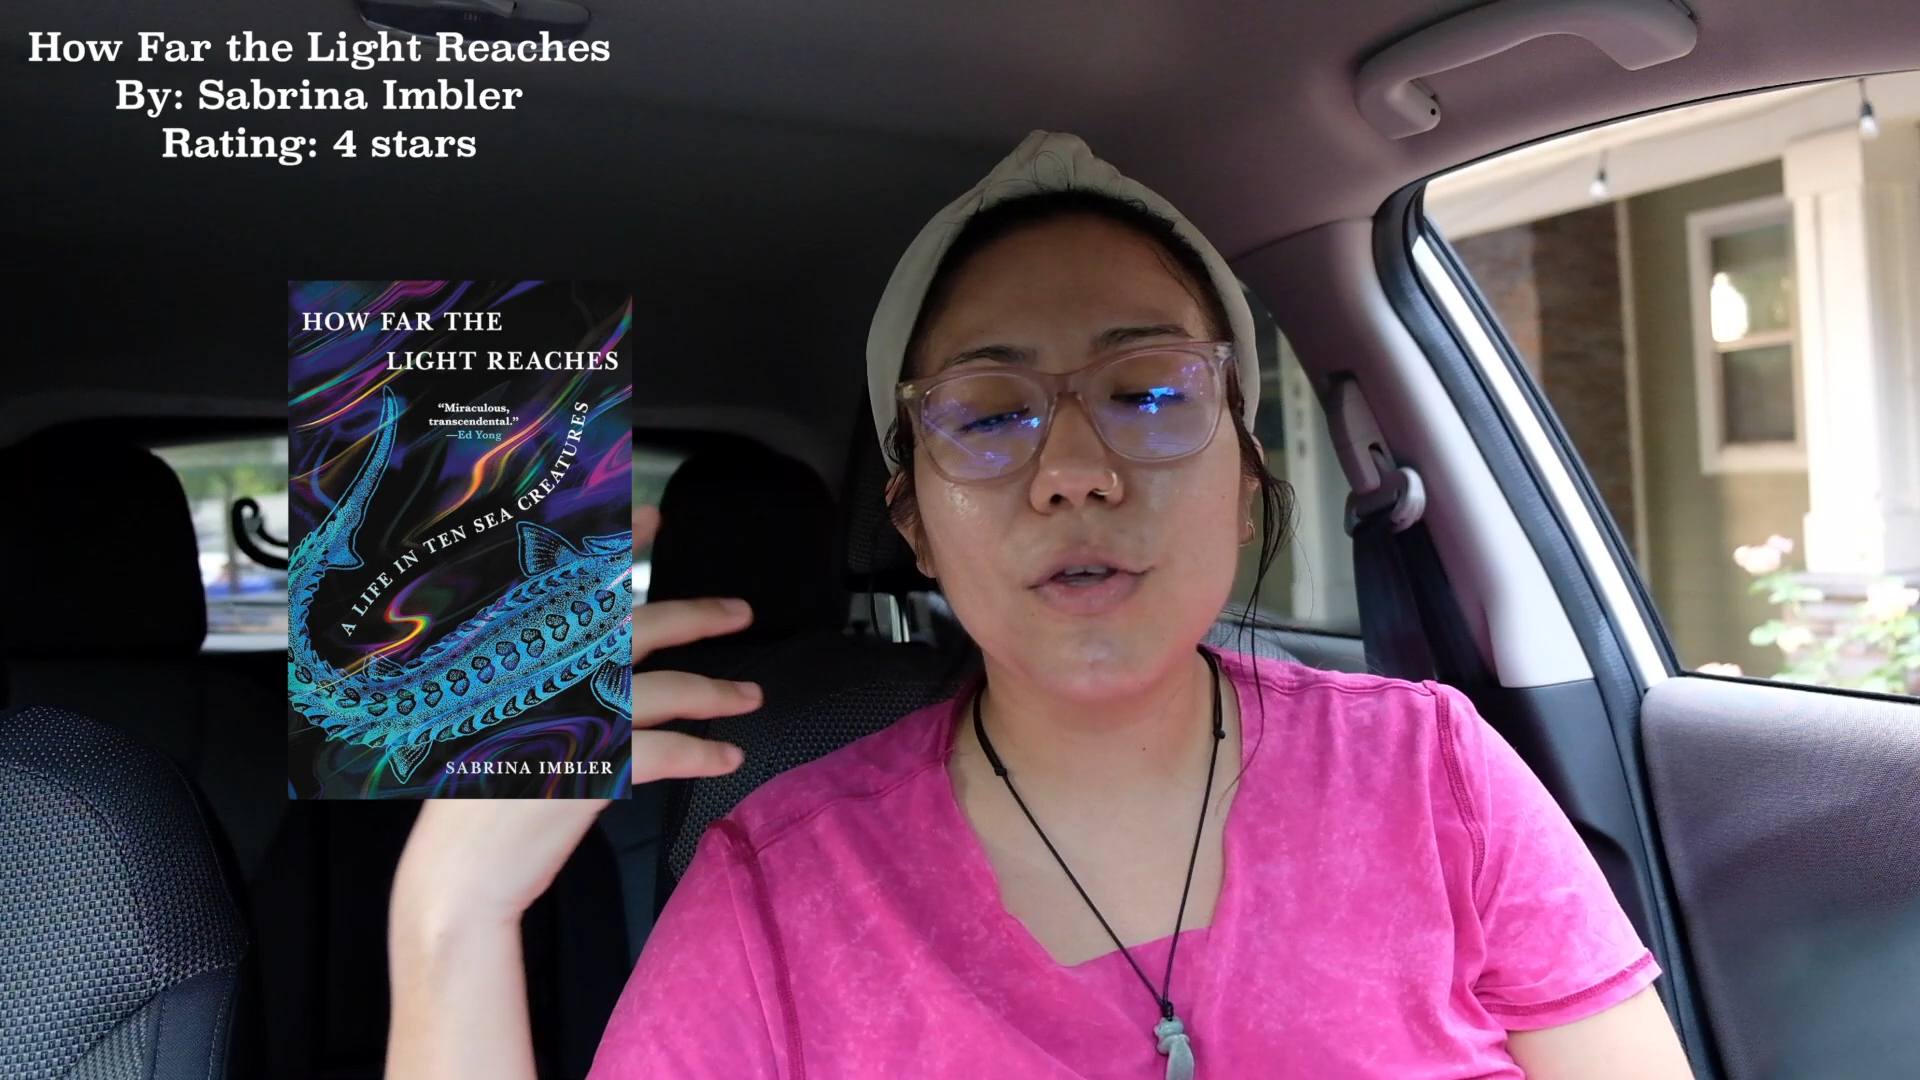 How Far the Light Reaches
By: Sabrina Imbler
Rating: 4 stars
HOW FAR THE
LIGHT REACHES
“Miraculous,
transcendental.”
—Ed Yong
A LIFE IN TEN SEA CREATURES
SABRINA IMBLER